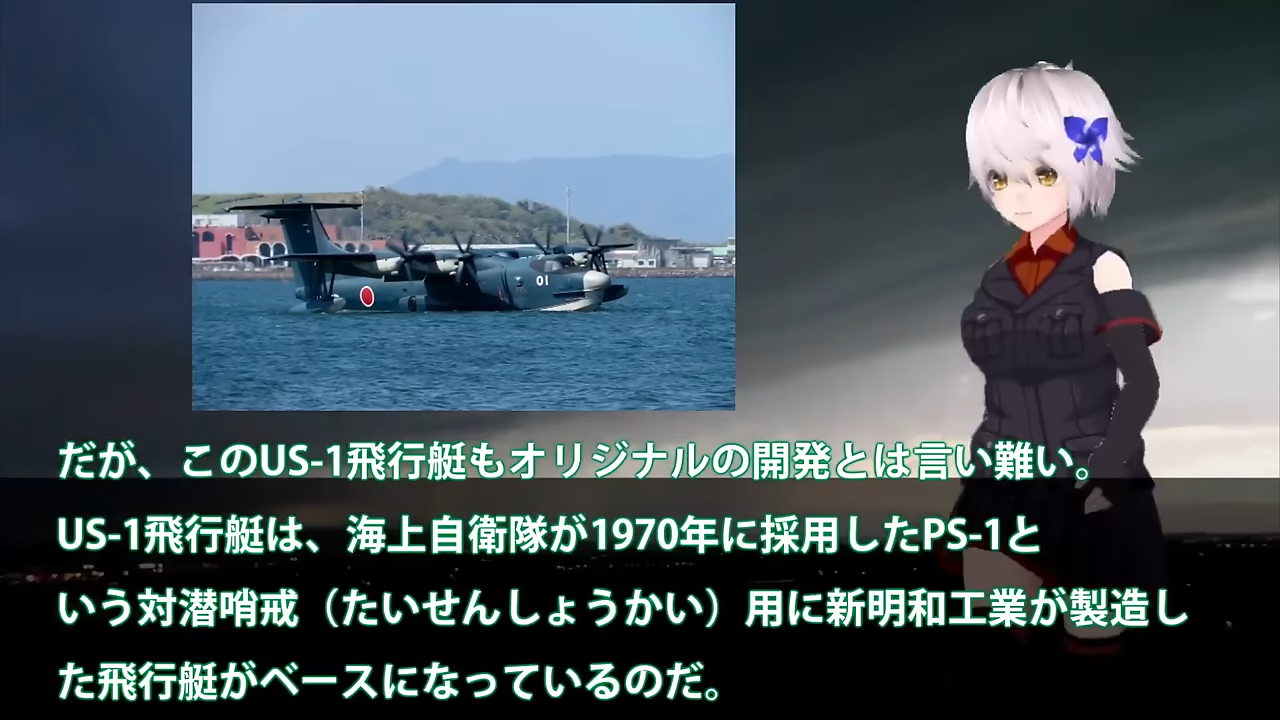 01
だが、このUS-1飛行艇もオリジナルの開発とは言い難い。
US-1飛行艇は、海上自衛隊が1970年に採用したPS-1と
いう対潜哨戒（たいせんしょうかい）用に新明和工業が製造し
た飛行艇がベースになっているのだ。